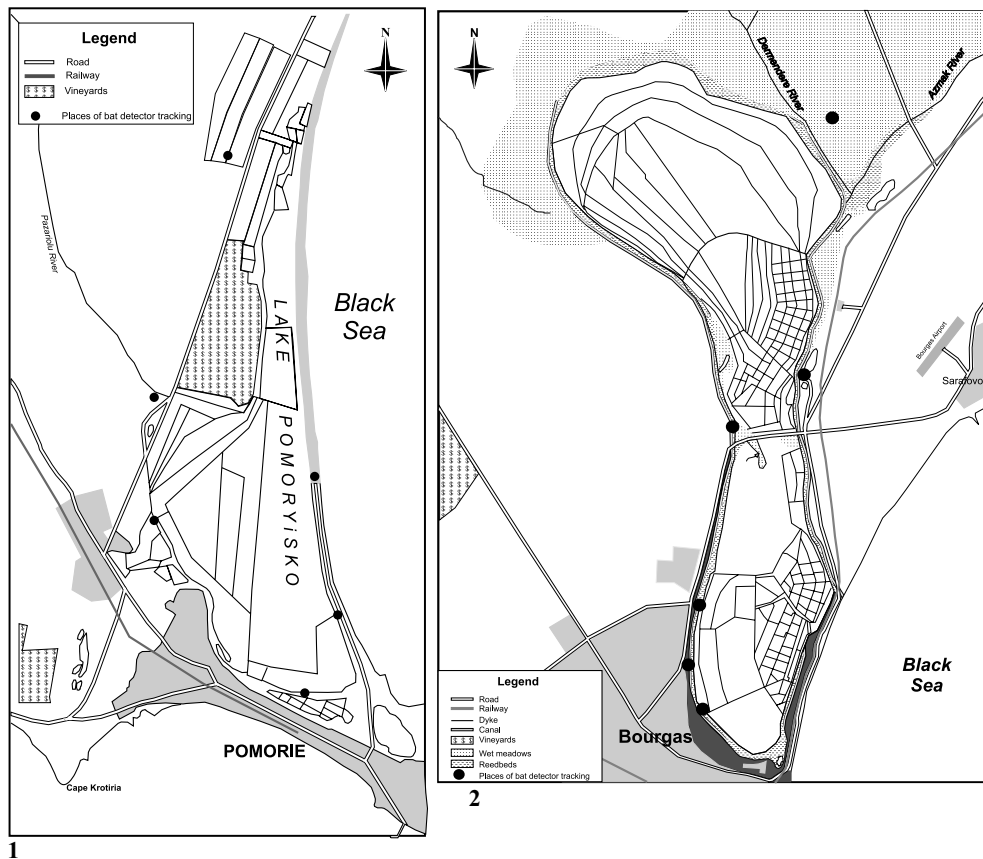 Legend
Road
Railway
Vineyards
Places of bat detector tracking
N
Pazariolu River
Black
Sea
LAKE
POMORYiSKO
POMORIE
Cape Krotiria
1
N
Dermendere River
Azmek River
Bourgas Airport
Sarafovo
Black
Sea
Bourgas
Legend
Road
Railway
Dyke
Canal
Vineyards
Wet meadows
Reedbeds
Places of bat detector tracking
2